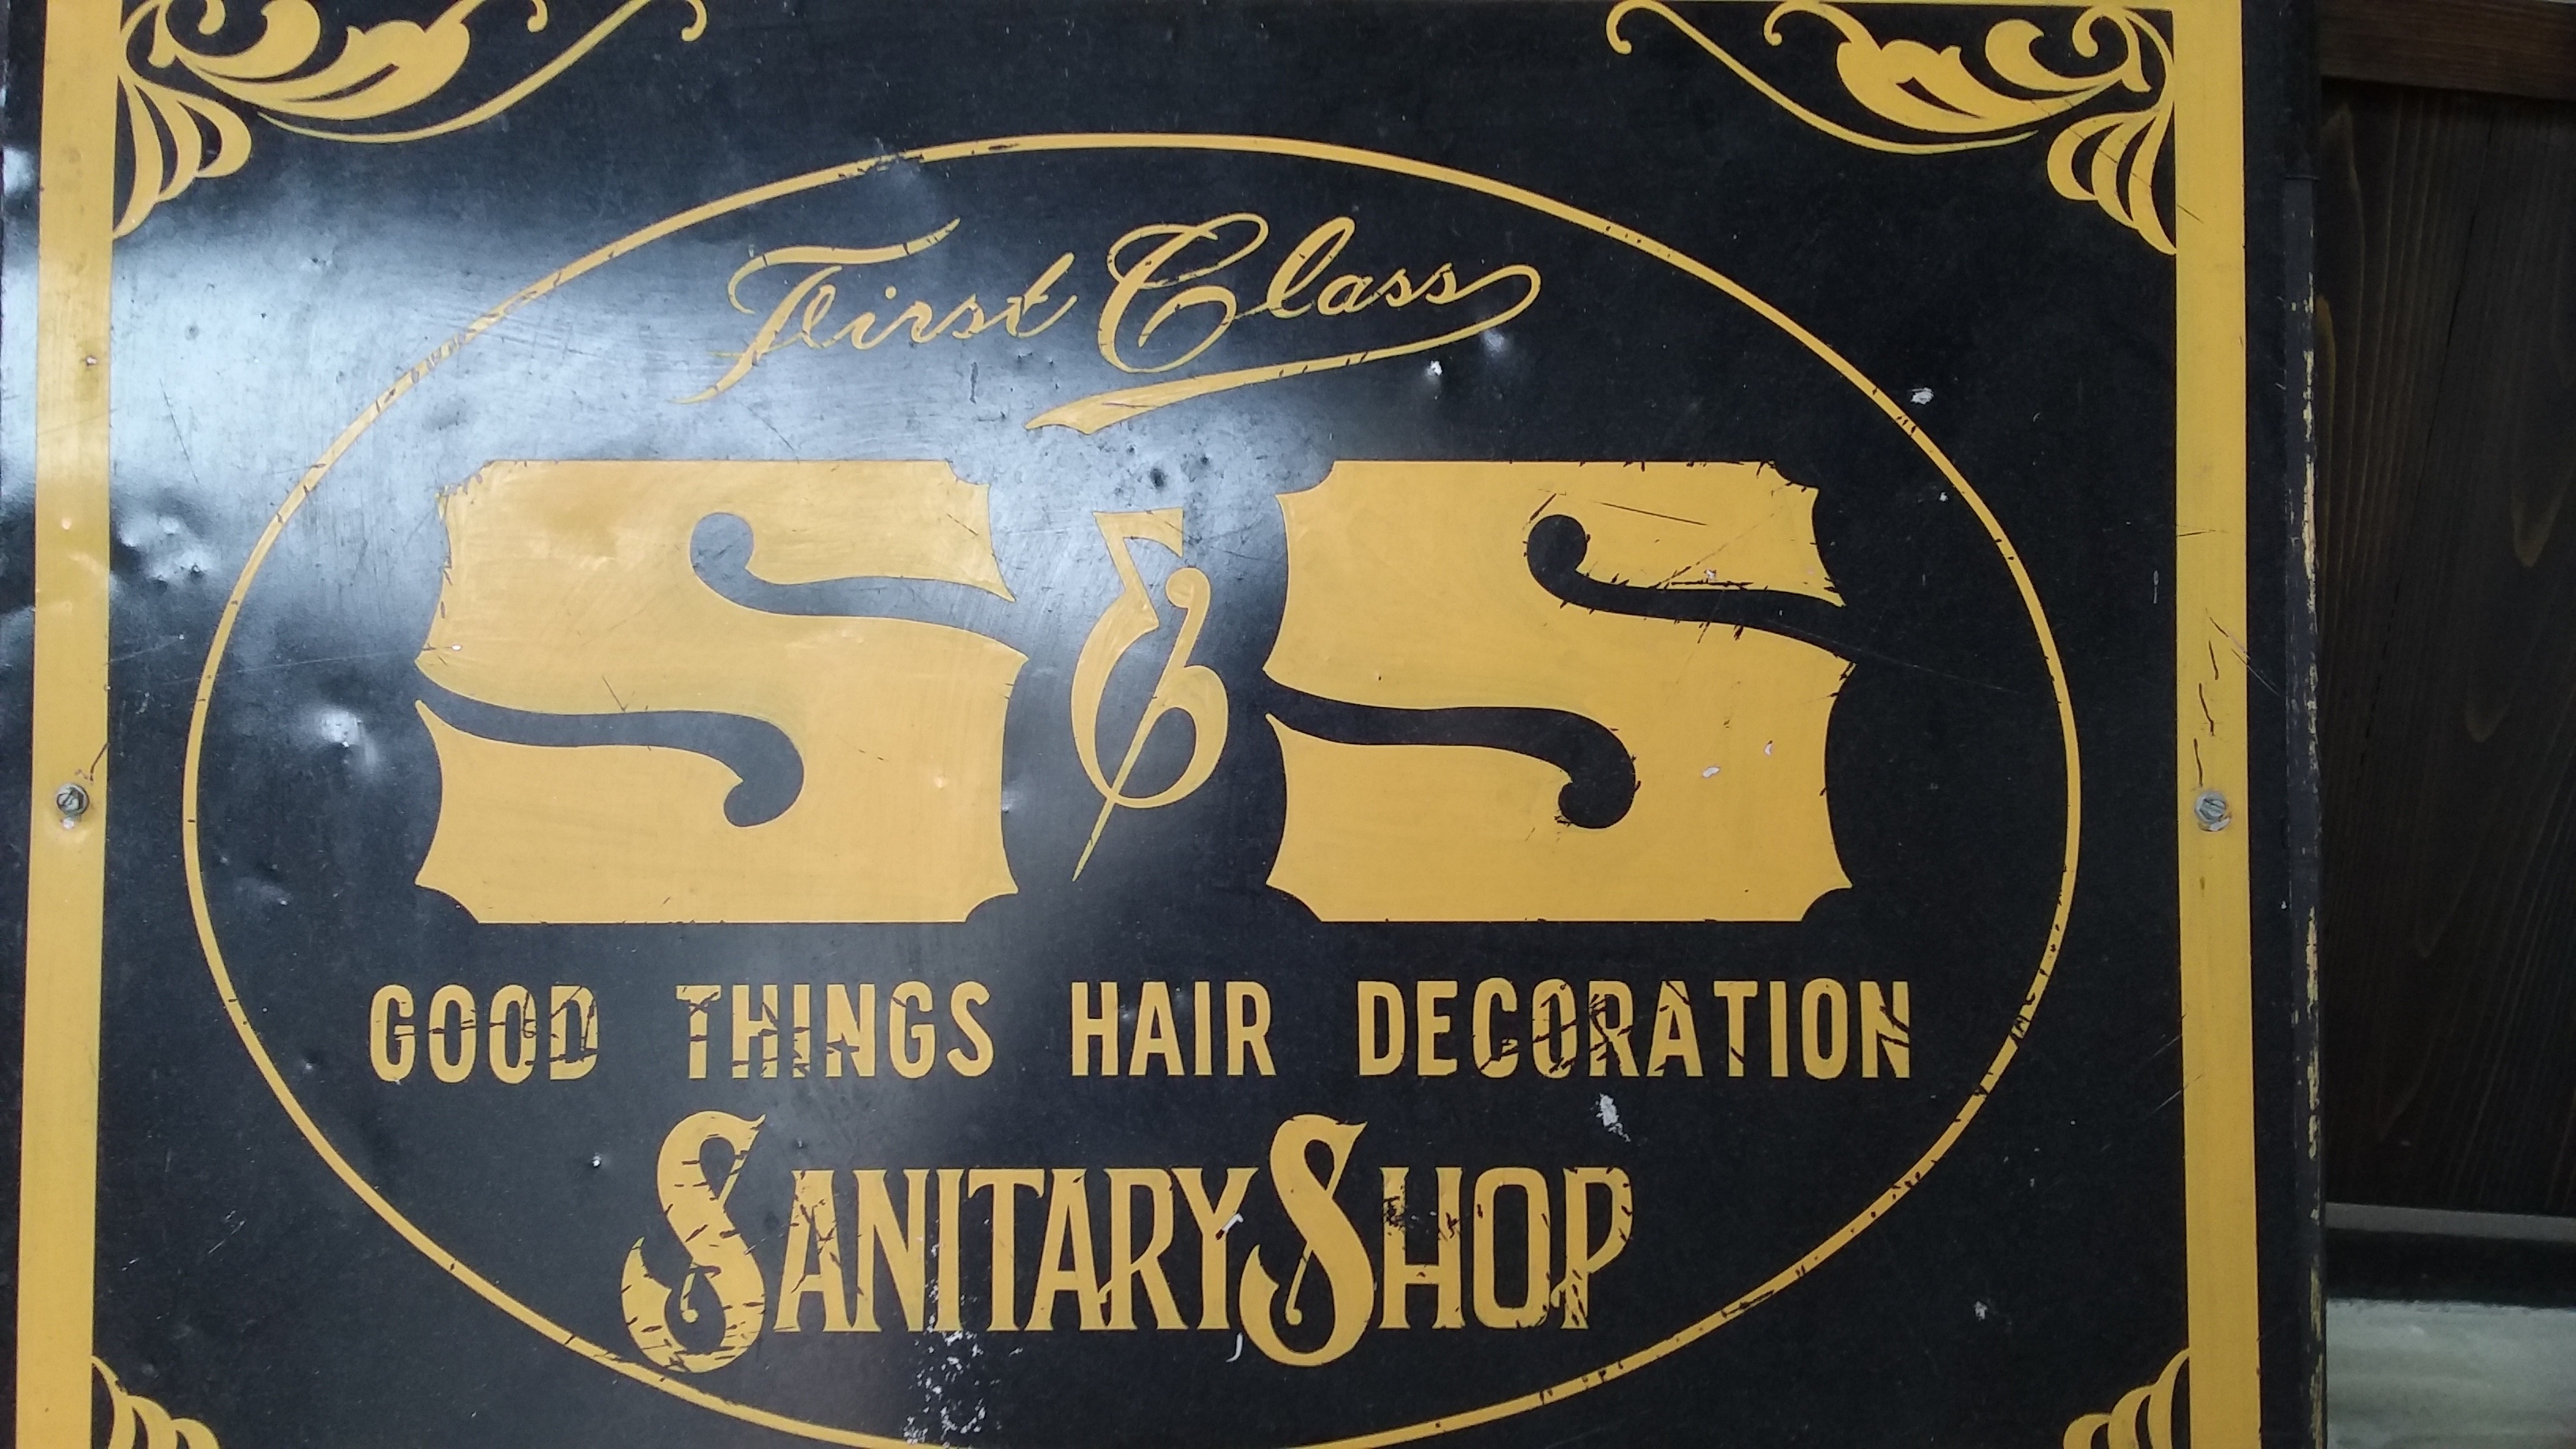 First Class
S & S
GOOD THINGS HAIR DECORATION
SANITARY SHOP